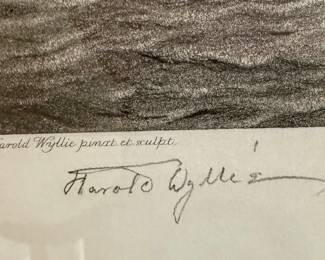 arold Wyllie pinxt et sculpt.
Harold Wyllie